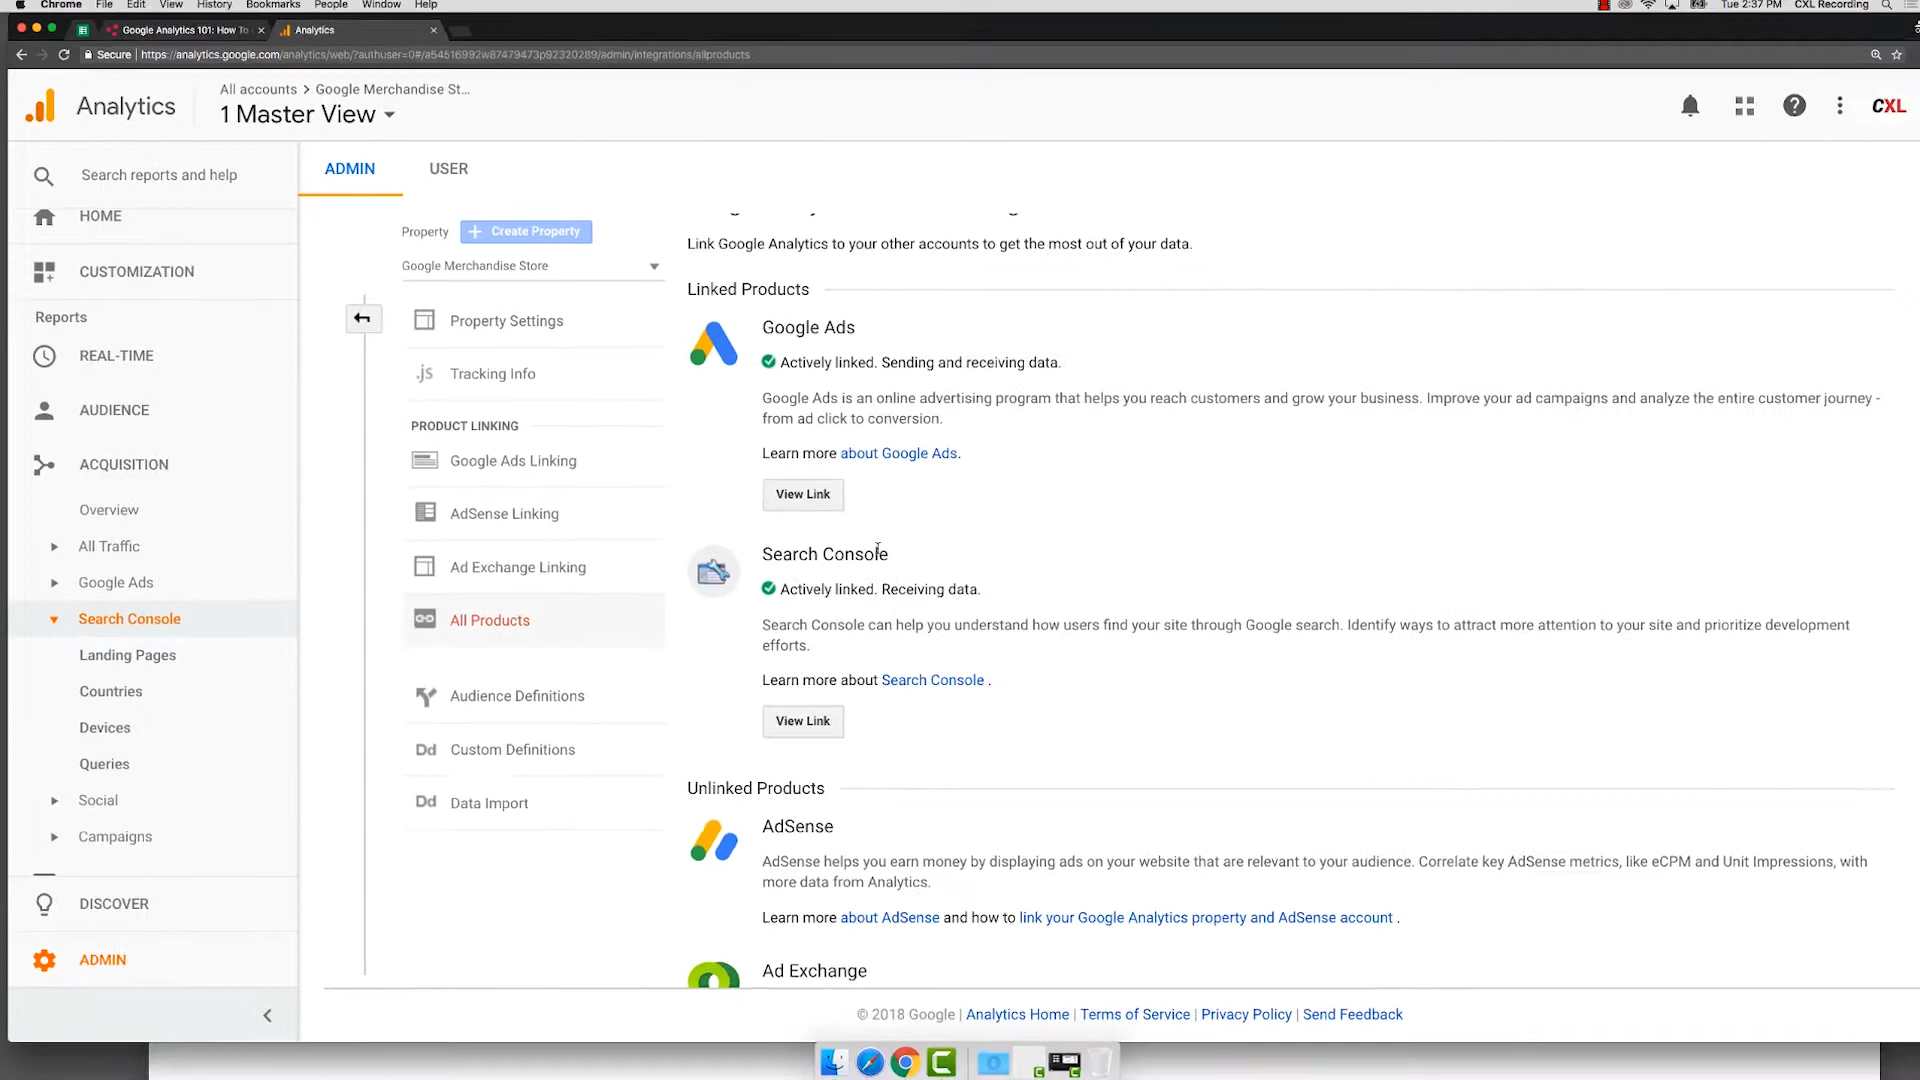 Chrome File Edit View History Bookmarks People Window Help Tue 2:37 PM CXL Recording
Google Analytics 101: How To Analytics
Secure https://analytics.google.com/analytics/web/?authuser=0#/a54516992w87479473p92320289/admin/integrations/allproducts
Analytics
All accounts > Google Merchandise St...
1 Master View
CXL
Search reports and help
HOME
CUSTOMIZATION
Reports
REAL-TIME
AUDIENCE
ACQUISITION
Overview
All Traffic
Google Ads
Search Console
Landing Pages
Countries
Devices
Queries
Social
Campaigns
DISCOVER
ADMIN
ADMIN USER
Property + Create Property
Google Merchandise Store
Property Settings
.js Tracking Info
PRODUCT LINKING
Google Ads Linking
AdSense Linking
Ad Exchange Linking
All Products
Audience Definitions
Dd Custom Definitions
Dd Data Import
Link Google Analytics to your other accounts to get the most out of your data.
Linked Products
Google Ads
Actively linked. Sending and receiving data.
Google Ads is an online advertising program that helps you reach customers and grow your business. Improve your ad campaigns and analyze the entire customer journey -
from ad click to conversion.
Learn more about Google Ads.
View Link
Search Console
Actively linked. Receiving data.
Search Console can help you understand how users find your site through Google search. Identify ways to attract more attention to your site and prioritize development
efforts.
Learn more about Search Console .
View Link
Unlinked Products
AdSense
AdSense helps you earn money by displaying ads on your website that are relevant to your audience. Correlate key AdSense metrics, like eCPM and Unit Impressions, with
more data from Analytics.
Learn more about AdSense and how to link your Google Analytics property and AdSense account .
Ad Exchange
© 2018 Google | Analytics Home | Terms of Service | Privacy Policy | Send Feedback